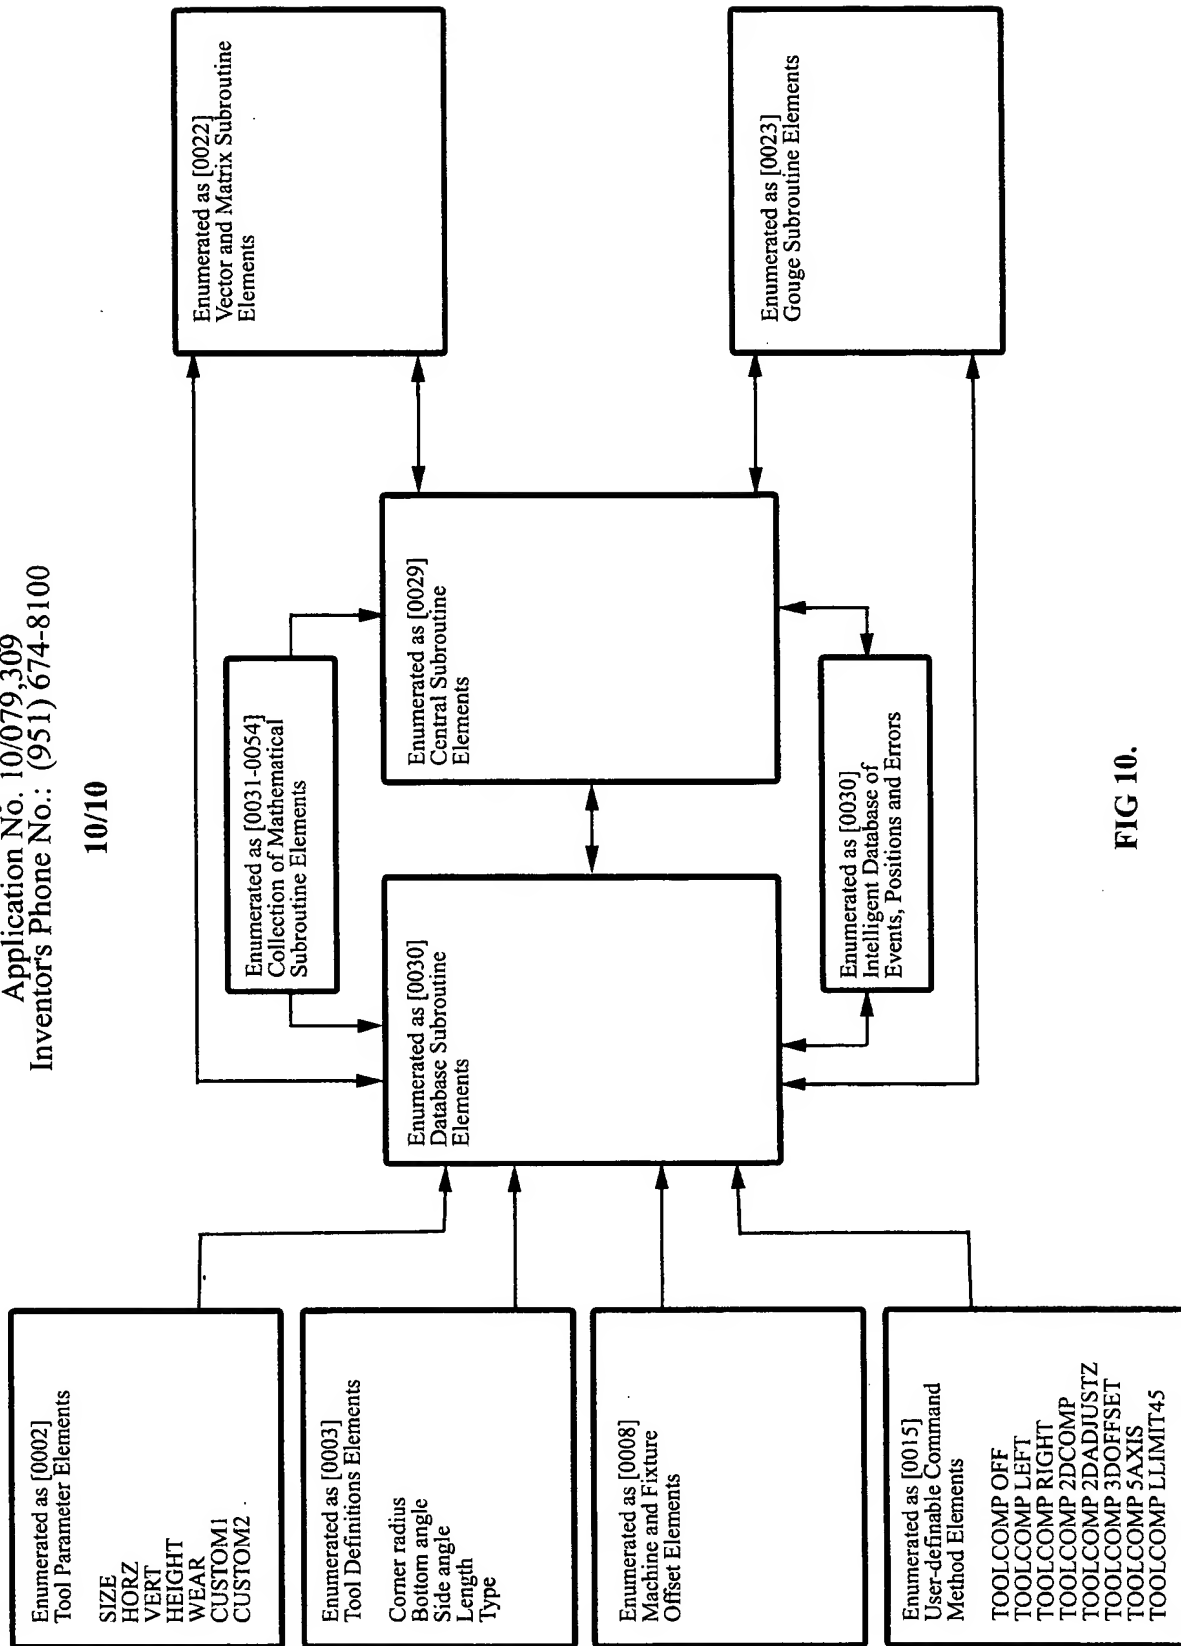 Application No. 10/079,309
Inventor's Phone No.: (951) 674-8100
10/10
Enumerated as [0002]
Tool Parameter Elements
SIZE
HORZ
VERT
HEIGHT
WEAR
CUSTOM1
CUSTOM2
Enumerated as [0003]
Tool Definitions Elements
Corner radius
Bottom angle
Side angle
Length
Type
Enumerated as [0008]
Machine and Fixture
Offset Elements
Enumerated as [0015]
User-definable Command
Method Elements
TOOLCOMP OFF
TOOLCOMP LEFT
TOOLCOMP RIGHT
TOOLCOMP 2DCOMP
TOOLCOMP 2DADJUSTZ
TOOLCOMP 3DOFFSET
TOOLCOMP 5AXIS
TOOLCOMP LLIMIT45
Enumerated as [0030]
Database Subroutine
Elements
Enumerated as [0031-0054]
Collection of Mathematical
Subroutine Elements
Enumerated as [0030]
Intelligent Database of
Events, Positions and Errors
Enumerated as [0029]
Central Subroutine
Elements
Enumerated as [0022]
Vector and Matrix Subroutine
Elements
Enumerated as [0023]
Gouge Subroutine Elements
FIG 10.